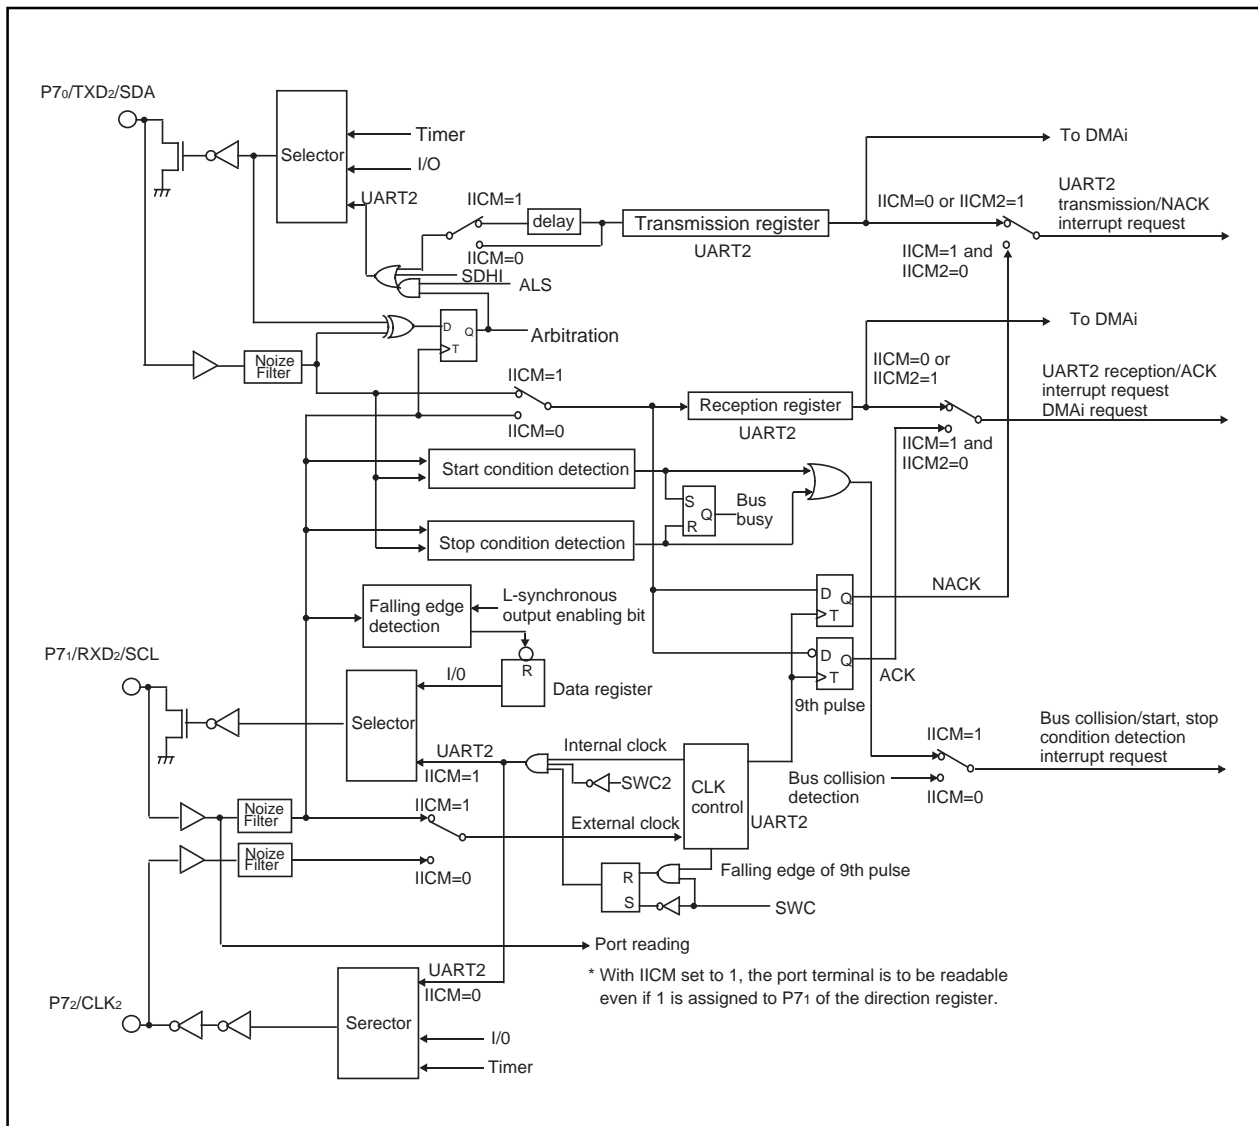 P70/TXD2/SDA
Selector
Timer
I/O
UART2
IICM=1
delay
IICM=0
SDHI
ALS
Transmission register
UART2
To DMAi
IICM=0 or IICM2=1
IICM=1 and
IICM2=0
UART2
transmission/NACK
interrupt request
D
Q
T
Arbitration
Noize
Filter
IICM=1
IICM=0
Reception register
UART2
To DMAi
IICM=0 or
IICM2=1
IICM=1 and
IICM2=0
UART2 reception/ACK
interrupt request
DMAi request
Start condition detection
S
R
Q
Bus
busy
Stop condition detection
Falling edge
detection
L-synchronous
output enabling bit
R
Data register
D
Q
T
NACK
D
Q
T
ACK
9th pulse
P71/RXD2/SCL
Selector
I/0
UART2
IICM=1
Internal clock
SWC2
CLK
control
UART2
Bus collision
detection
IICM=1
IICM=0
Bus collision/start, stop
condition detection
interrupt request
Noize
Filter
IICM=1
External clock
Noize
Filter
IICM=0
R
S
Falling edge of 9th pulse
SWC
Port reading
* With IICM set to 1, the port terminal is to be readable
even if 1 is assigned to P71 of the direction register.
P72/CLK2
Serector
UART2
IICM=0
I/0
Timer